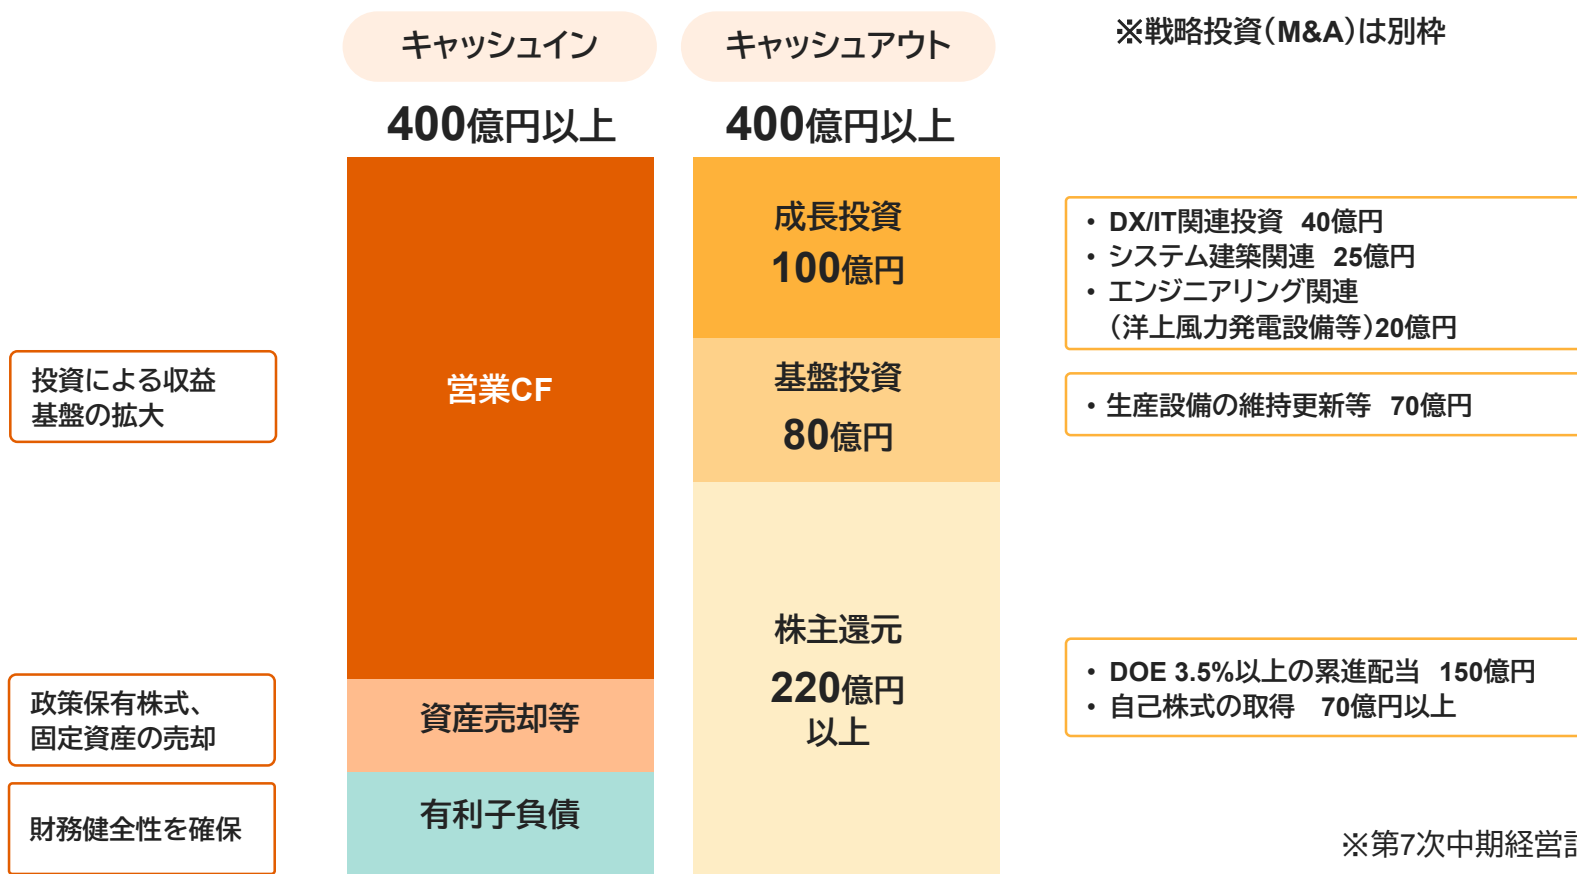 キャッシュイン
キャッシュアウト
※戦略投資（M&A）は別枠
400億円以上
400億円以上
投資による収益
基盤の拡大
政策保有株式、
固定資産の売却
財務健全性を確保
営業CF
資産売却等
有利子負債
成長投資
100億円
基盤投資
80億円
株主還元
220億円
以上
・ DX/IT関連投資 40億円
・ システム建築関連 25億円
・ エンジニアリング関連
（洋上風力発電設備等）20億円
・ 生産設備の維持更新等 70億円
・ DOE 3.5%以上の累進配当 150億円
・ 自己株式の取得 70億円以上
※第7次中期経営